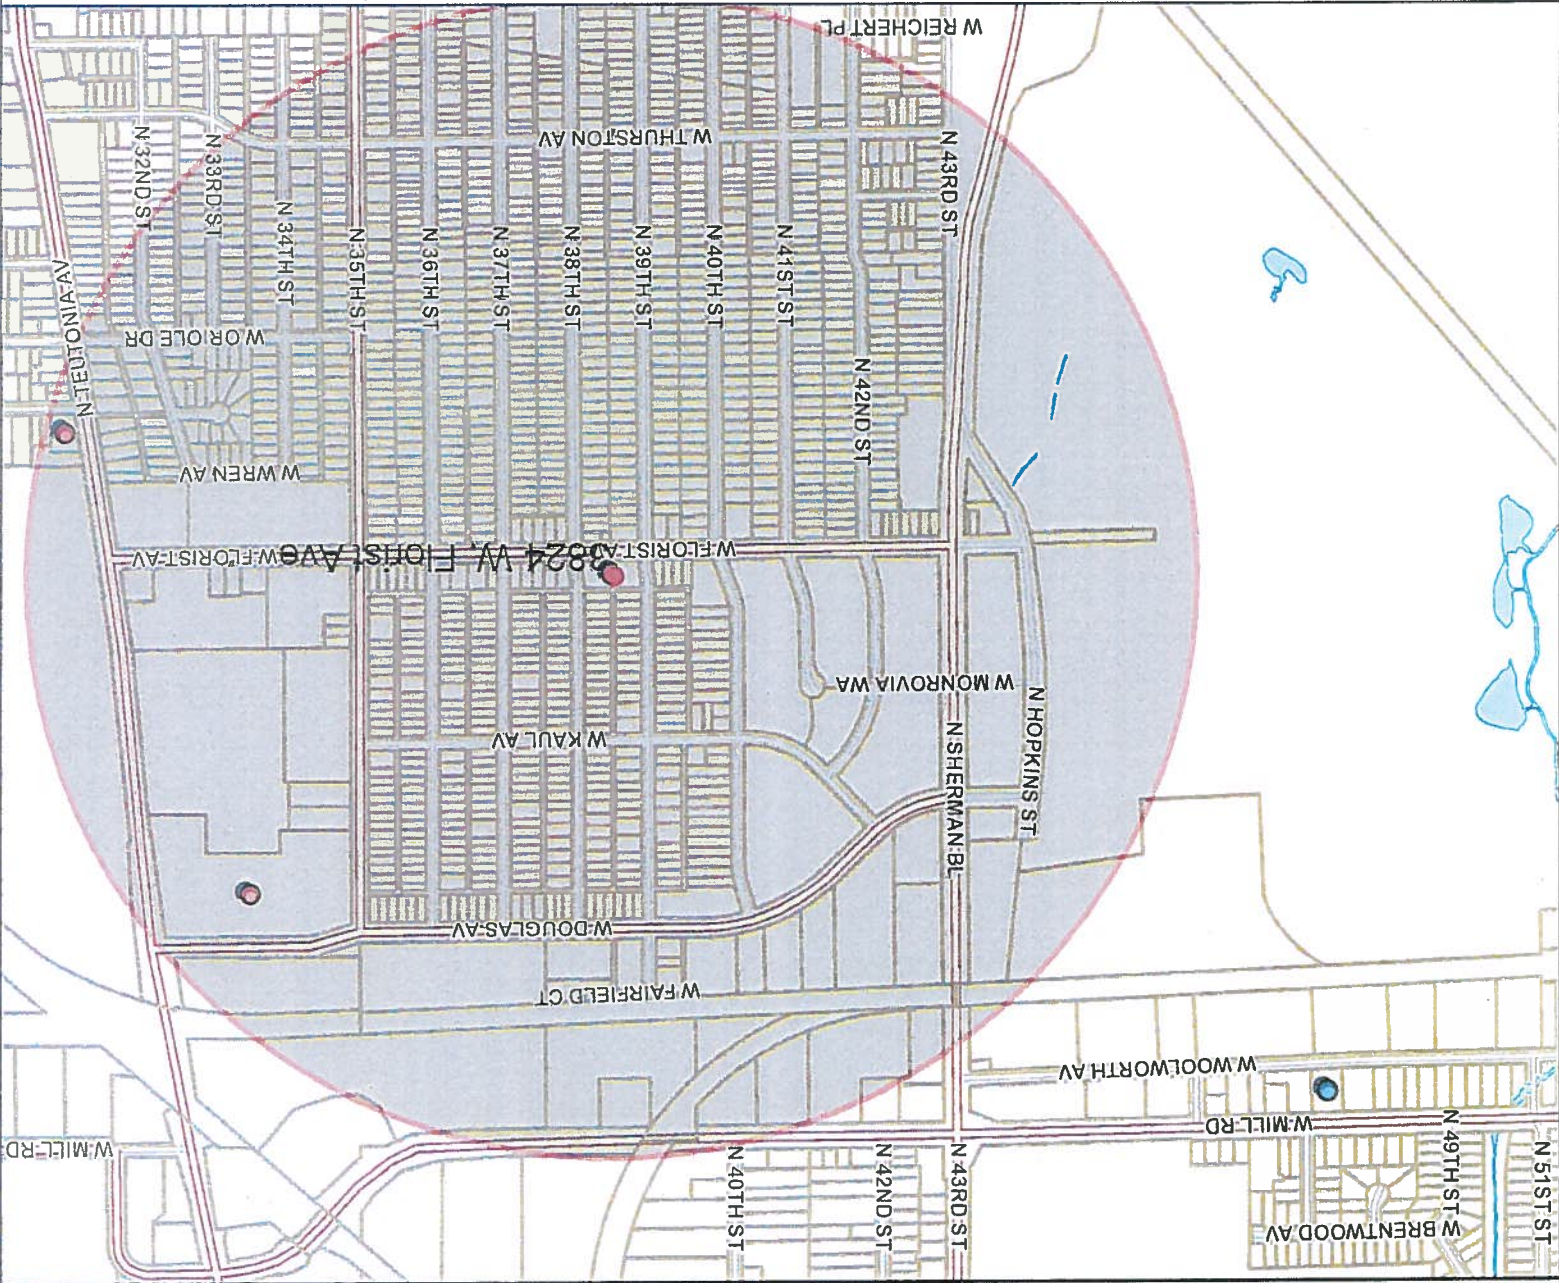 W BRENTWOOD AV
N 51ST ST
N 49TH ST
N 43RD ST
N 42ND ST
N 40TH ST
W MILL RD
W MILL RD
W WOOLWORTH AV
W FAIRFIELD CT
W DOUGLAS AV
N HOPKINS ST
N SHERMAN BL
W KAUL AV
W MONROVIA WA
W FLORIST AV
3824 W. Florist Ave
W FLORIST AV
W WREN AV
N 42ND ST
W ORIOLE DR
N TEUTONIA AV
N 41ST ST
N 40TH ST
N 39TH ST
N 38TH ST
N 37TH ST
N 36TH ST
N 35TH ST
N 34TH ST
N 43RD ST
N 33RD ST
N 32ND ST
W THURSTON AV
W REICHERT PL